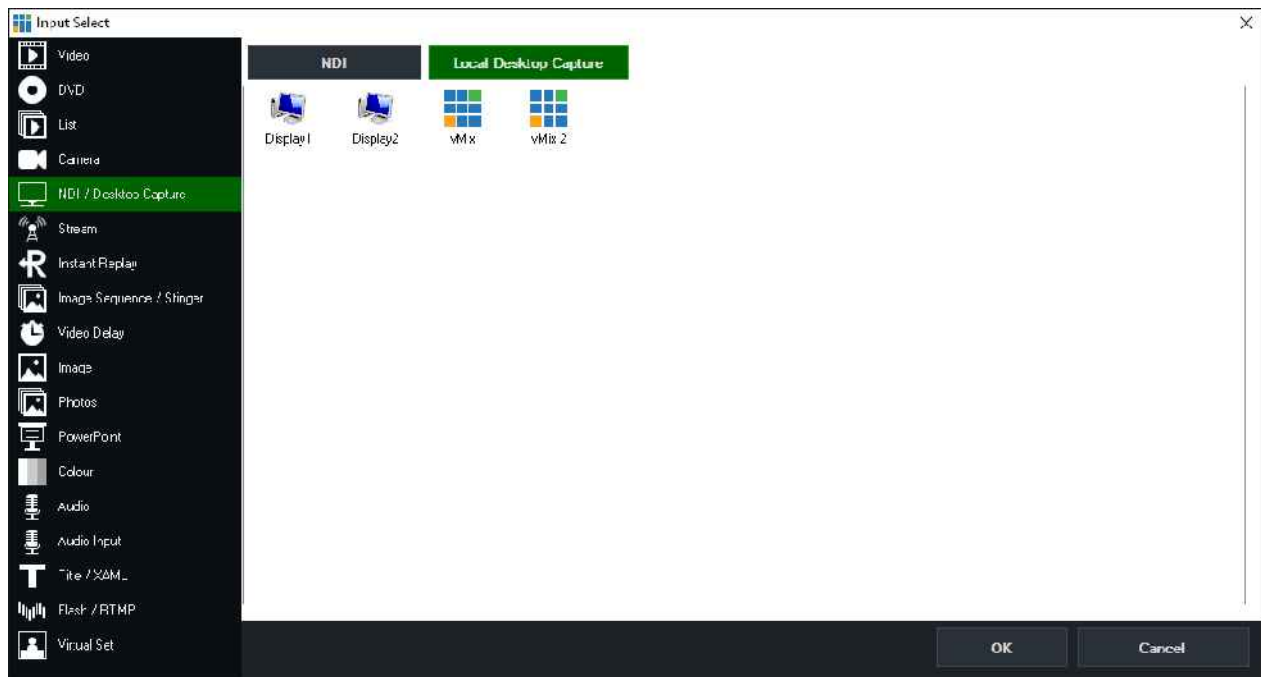 Input Select
Video
DVD
List
Camera
NDI / Desktop Capture
Stream
Instant Replay
Image Sequence / Stinger
Video Delay
Image
Photos
PowerPoint
Colour
Audio
Audio Input
Title / XAML
Flash / RTMP
Virtual Set
NDI Local Desktop Capture
Display1 Display2 vMix vMix 2
OK Cancel